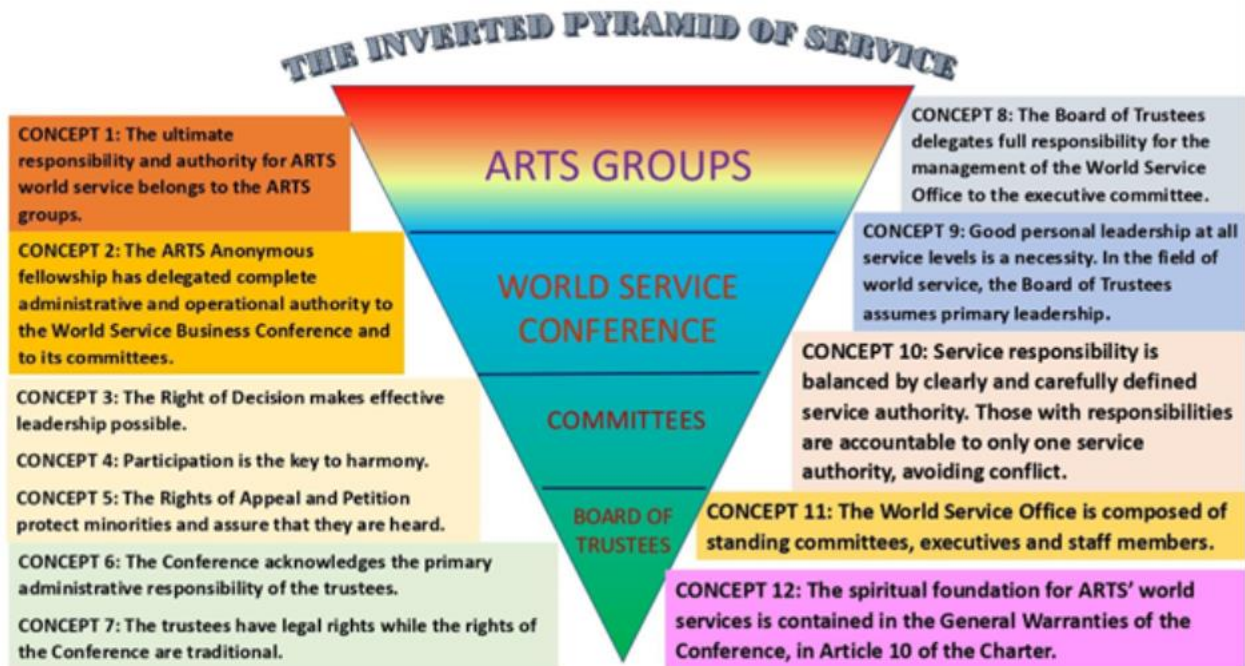 THE INVERTED PYRAMID OF SERVICE
CONCEPT 1: The ultimate
responsibility and authority for ARTS
world service belongs to the ARTS
groups.
CONCEPT 2: The ARTS Anonymous
fellowship has delegated complete
administrative and operational authority to
the World Service Business Conference and
to its committees.
CONCEPT 3: The Right of Decision makes effective
leadership possible.
CONCEPT 4: Participation is the key to harmony.
CONCEPT 5: The Rights of Appeal and Petition
protect minorities and assure that they are heard.
CONCEPT 6: The Conference acknowledges the primary
administrative responsibility of the trustees.
CONCEPT 7: The trustees have legal rights while the rights of
the Conference are traditional.
ARTS GROUPS
WORLD SERVICE
CONFERENCE
COMMITTEES
BOARD OF
TRUSTEES
CONCEPT 8: The Board of Trustees
delegates full responsibility for the
management of the World Service
Office to the executive committee.
CONCEPT 9: Good personal leadership at all
service levels is a necessity. In the field of
world service, the Board of Trustees
assumes primary leadership.
CONCEPT 10: Service responsibility is
balanced by clearly and carefully defined
service authority. Those with responsibilities
are accountable to only one service
authority, avoiding conflict.
CONCEPT 11: The World Service Office is composed of
standing committees, executives and staff members.
CONCEPT 12: The spiritual foundation for ARTS' world
services is contained in the General Warranties of the
Conference, in Article 10 of the Charter.